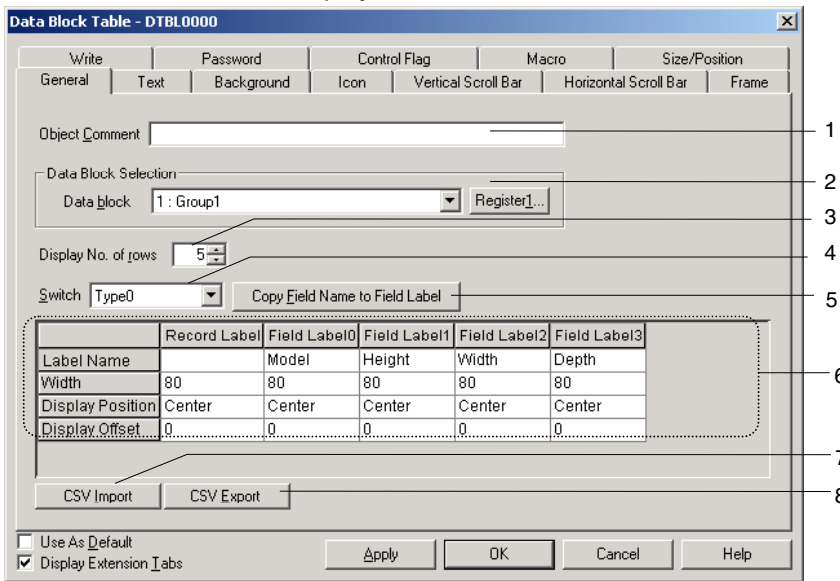 Data Block Table - DTBL0000
Write Password Control Flag Macro Size/Position
General Text Background Icon Vertical Scroll Bar Horizontal Scroll Bar Frame
Object Comment 1
Data Block Selection 2
Data block 1 : Group1 Register1...
3
Display No. of rows 5
4
Switch Type0 Copy Field Name to Field Label 5
Record Label Field Label0 Field Label1 Field Label2 Field Label3
Label Name Model Height Width Depth
Width 80 80 80 80 80
6
Display Position Center Center Center Center Center
Display Offset 0 0 0 0 0
7
CSV Import CSV Export 8
Use As Default
Display Extension Tabs Apply OK Cancel Help